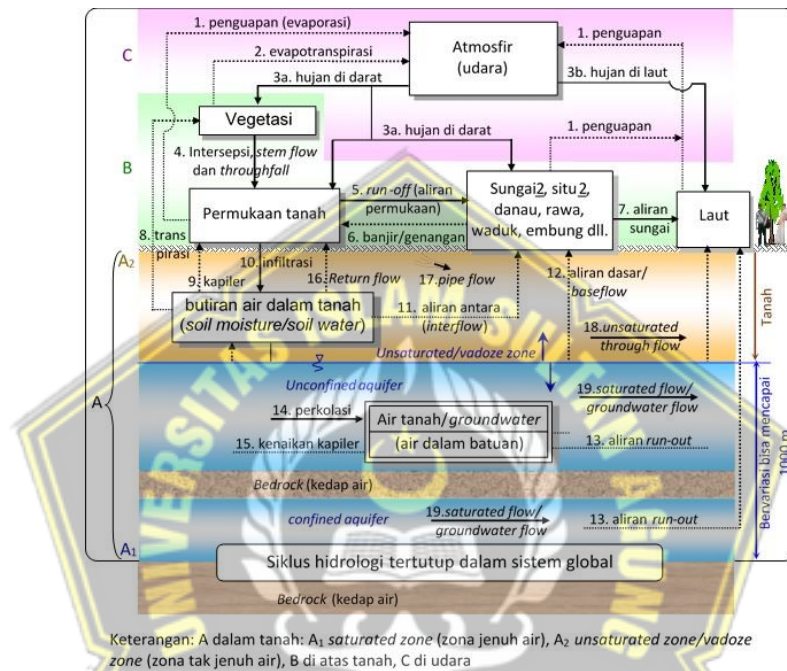 1. penguapan (evaporasi)
2. evapotranspirasi
C
Atmosfir
(udara)
1. penguapan
3a. hujan di darat
3b. hujan di laut
Vegetasi
3a. hujan di darat
1. penguapan
B
4. Intersepsi, stem flow
dan throughfall
Permukaan tanah
5. run-off (aliran
permukaan)
6. banjir/genangan
Sungai2, situ2,
danau, rawa,
waduk, embung dll.
7. aliran
sungai
Laut
8. trans
pirasi
A2
9. kapiler
10. infiltrasi
16. Return flow
17. pipe flow
12. aliran dasar/
baseflow
Tanah
butiran air dalam tanah
(soil moisture/soil water)
11. aliran antara
(interflow)
18. unsaturated
through flow
Unsaturated/vadoze zone
Unconfined aquifer
19. saturated flow/
groundwater flow
A
14. perkolasi
Air tanah/groundwater
(air dalam batuan)
15. kenaikan kapiler
13. aliran run-out
Bervariasi bisa mencapai
1000 m
Bedrock (kedap air)
confined aquifer
19. saturated flow/
groundwater flow
13. aliran run-out
A1
Siklus hidrologi tertutup dalam sistem global
Bedrock (kedap air)
UNIVERSITAS ISLAM SULTAN AGUNG
Keterangan: A dalam tanah: A1 saturated zone (zona jenuh air), A2 unsaturated zone/vadoze
zone (zona tak jenuh air), B di atas tanah, C di udara